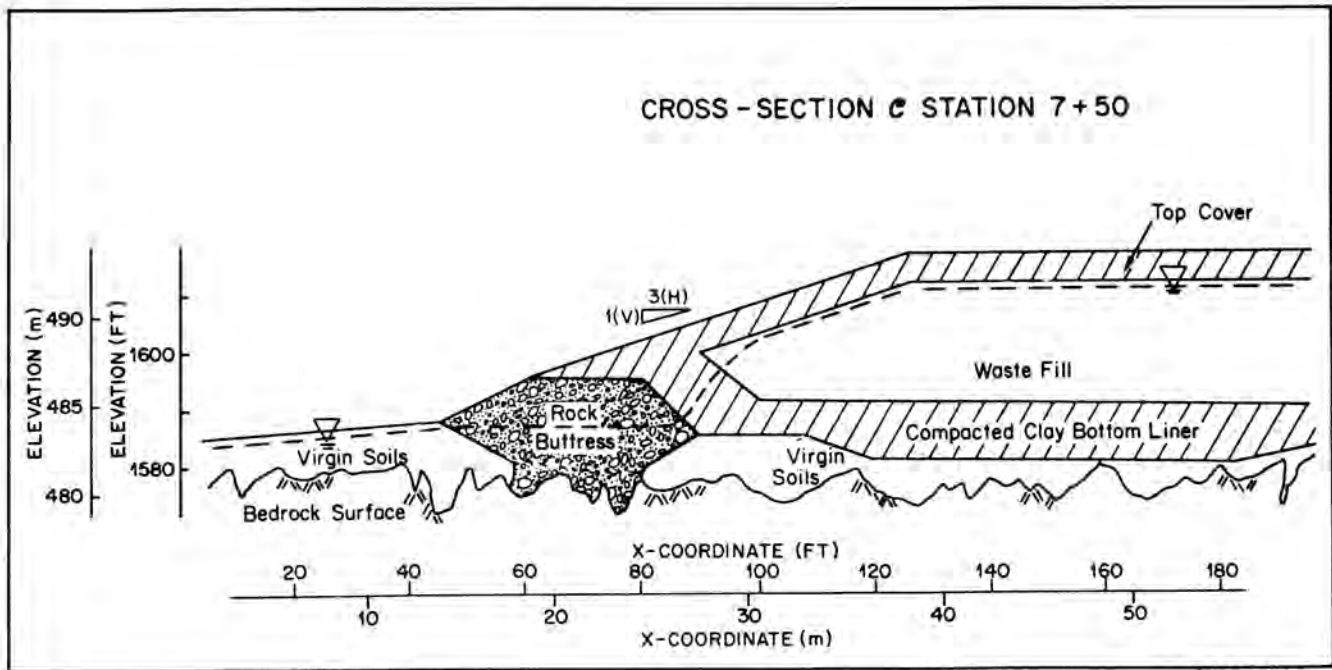 CROSS-SECTION C STATION 7+50
Top Cover
3(H)
1(V)
490
485
480
ELEVATION (m)
1600
1580
ELEVATION (FT)
Waste Fill
Rock
Buttress
Compacted Clay Bottom Liner
Virgin Soils
Virgin
Soils
Bedrock Surface
X-COORDINATE (FT)
20 40 60 80 100 120 140 160 180
10 20 30 40 50
X-COORDINATE (m)